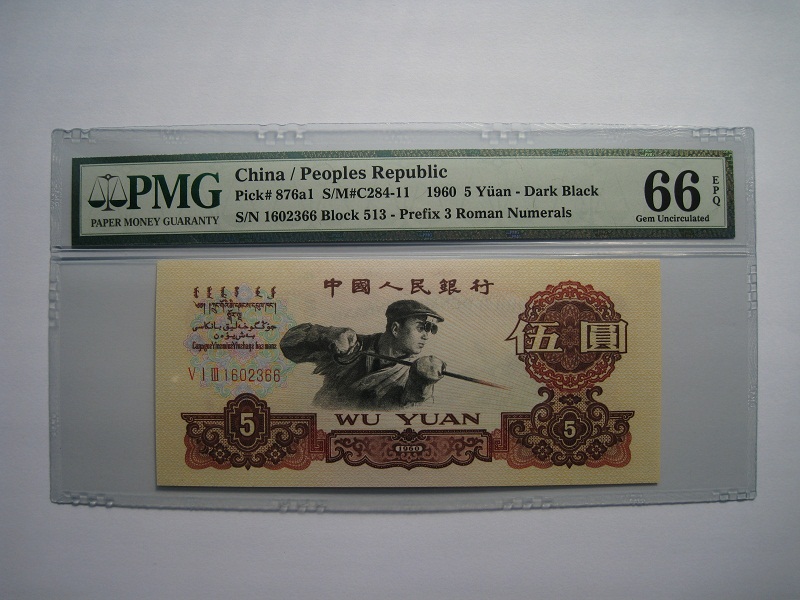 PMG
PAPER MONEY GUARANTY
China / Peoples Republic
Pick# 876a1 S/M#C284-11 1960 5 Yüan - Dark Black
S/N 1602366 Block 513 - Prefix 3 Roman Numerals
66
EPQ
Gem Uncirculated
中國人民銀行
V I III 1602366
伍圓
WU YUAN
5
1960
5